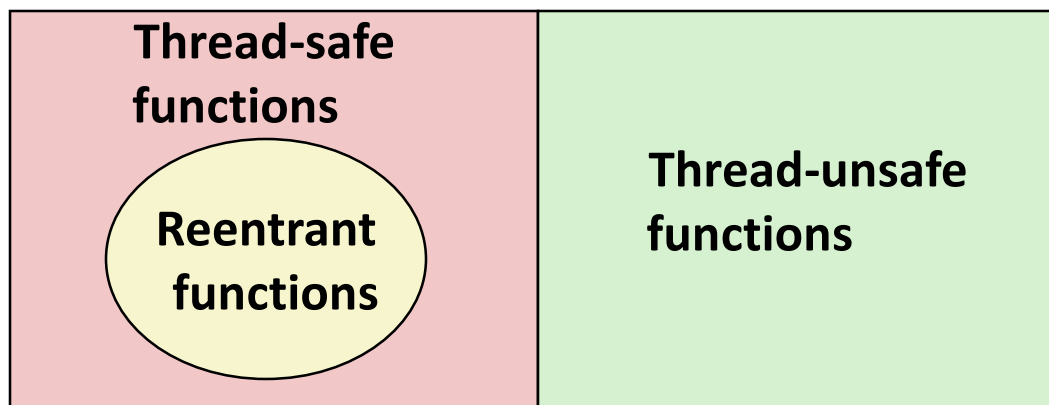 Thread-safe
functions
Reentrant
functions
Thread-unsafe
functions